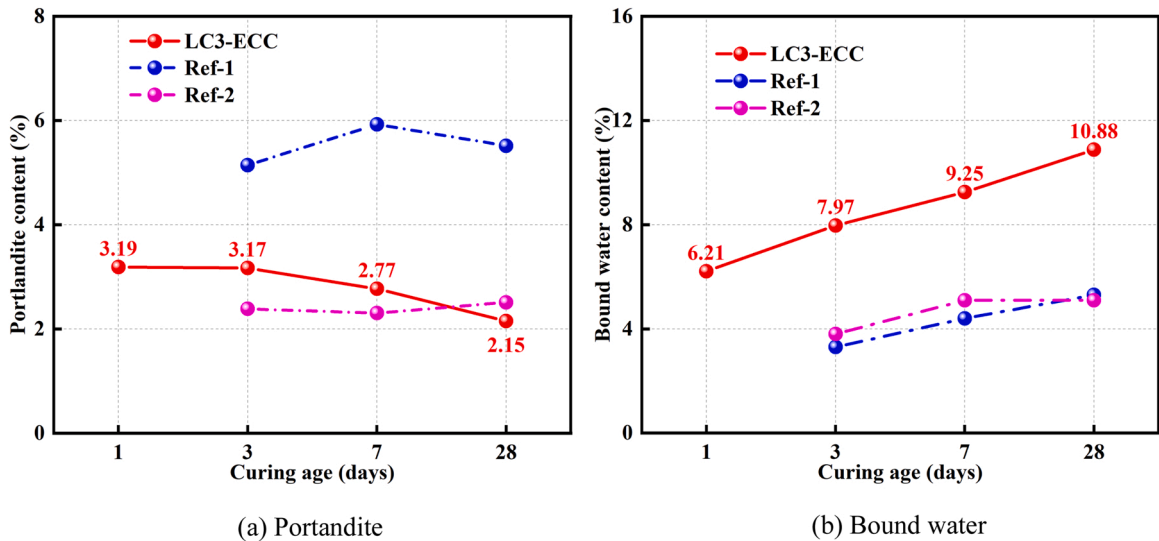 8
6
4
2
0
Portlandite content (%)
LC3-ECC
Ref-1
Ref-2
3.19
3.17
2.77
2.15
1
3
7
28
Curing age (days)
(a) Portandite
16
12
8
4
0
Bound water content (%)
LC3-ECC
Ref-1
Ref-2
6.21
7.97
9.25
10.88
1
3
7
28
Curing age (days)
(b) Bound water